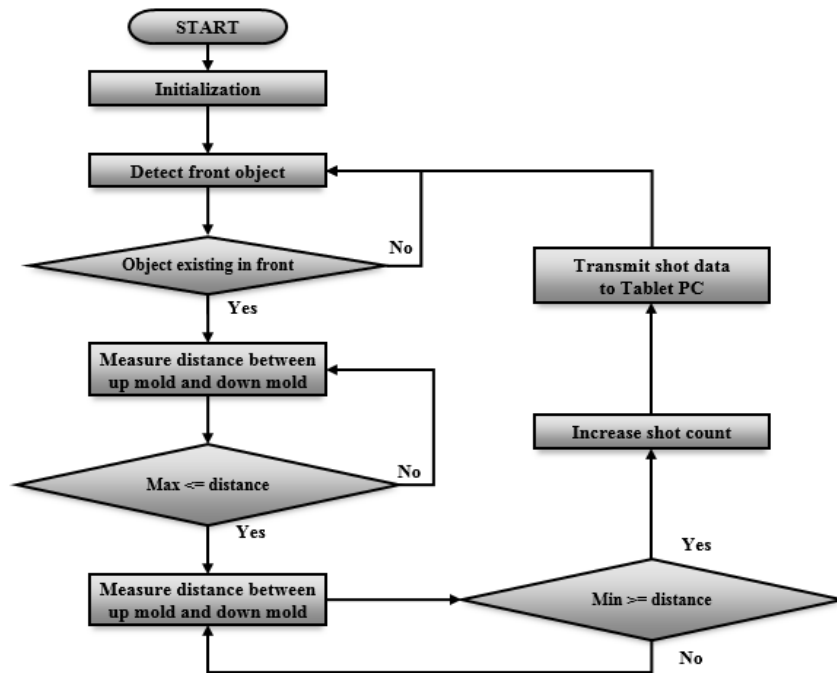 START
Initialization
Detect front object
Object existing in front
No
Yes
Measure distance between
up mold and down mold
Max <= distance
No
Yes
Measure distance between
up mold and down mold
Min >= distance
No
Yes
Increase shot count
Transmit shot data
to Tablet PC